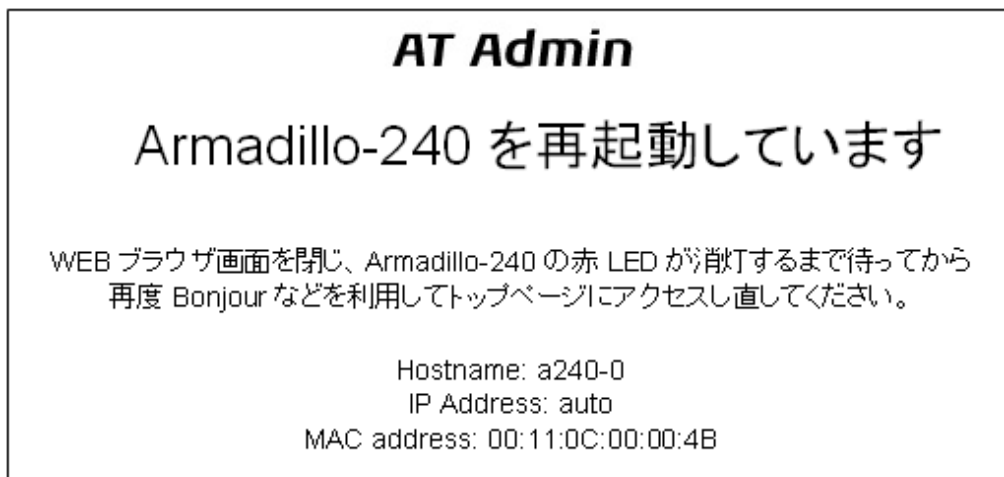 AT Admin
Armadillo-240 を再起動しています
WEB ブラウザ画面を閉じ、Armadillo-240 の赤 LED が消灯するまで待ってから
再度 Bonjour などを利用してトップページにアクセスし直してください。
Hostname: a240-0
IP Address: auto
MAC address: 00:11:0C:00:00:4B